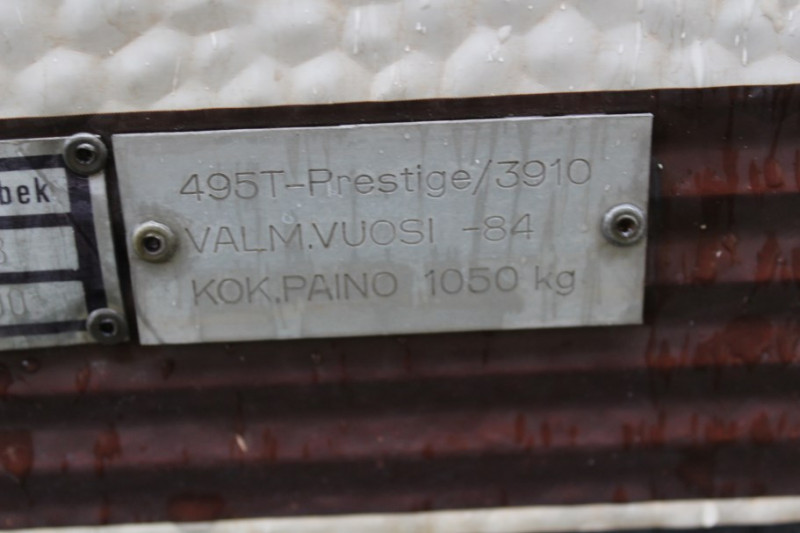 bek
495T-Prestige/3910
VALM.VUOSI -84
KOK.PAINO 1050 kg